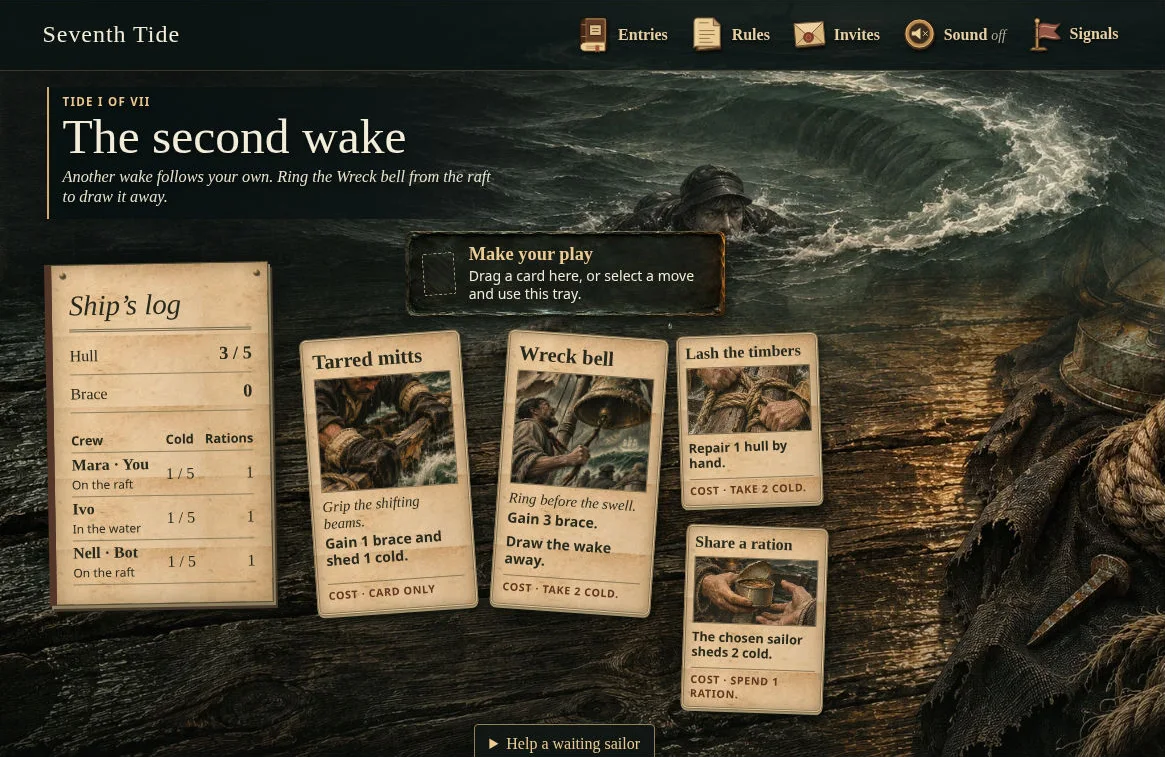 Seventh Tide
Entries
Rules
Invites
Sound off
Signals
TIDE I OF VII
The second wake
Another wake follows your own. Ring the Wreck bell from the raft
to draw it away.
Make your play
Drag a card here, or select a move
and use this tray.
Ship’s log
Hull 3 / 5
Brace 0
Crew Cold Rations
Mara · You 1 / 5 1
On the raft
Ivo 1 / 5 1
In the water
Nell · Bot 1 / 5 1
On the raft
Tarred mitts
Grip the shifting
beams.
Gain 1 brace and
shed 1 cold.
COST · CARD ONLY
Wreck bell
Ring before the swell.
Gain 3 brace.
Draw the wake
away.
COST · TAKE 2 COLD.
Lash the timbers
Repair 1 hull by
hand.
COST · TAKE 2 COLD.
Share a ration
The chosen sailor
sheds 2 cold.
COST · SPEND 1
RATION.
Help a waiting sailor